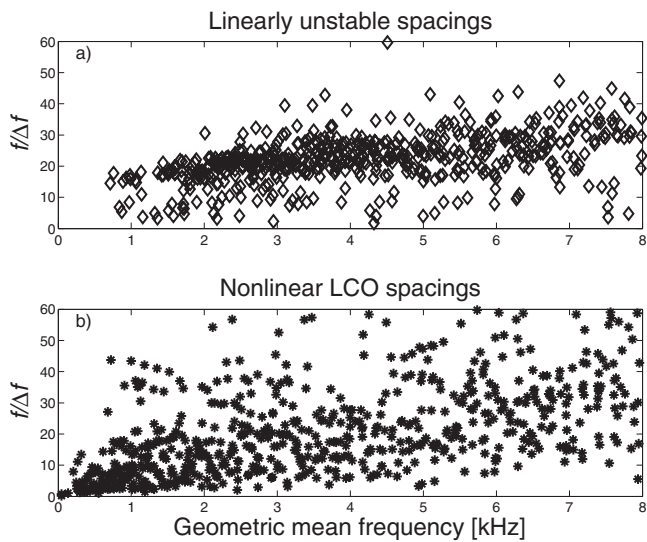 Linearly unstable spacings
a)
60
50
40
30
20
10
0
f/Δf
0 1 2 3 4 5 6 7 8
Nonlinear LCO spacings
b)
60
50
40
30
20
10
0
f/Δf
0 1 2 3 4 5 6 7 8
Geometric mean frequency [kHz]